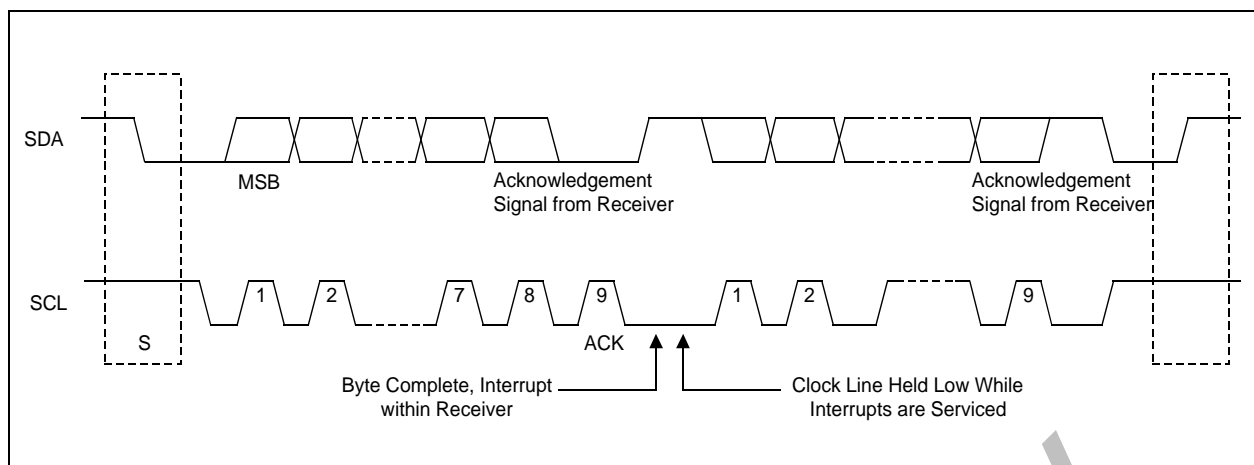 SDA
MSB
Acknowledgement
Signal from Receiver
Acknowledgement
Signal from Receiver
SCL
1
2
7
8
9
1
2
9
S
ACK
Byte Complete, Interrupt
within Receiver
Clock Line Held Low While
Interrupts are Serviced